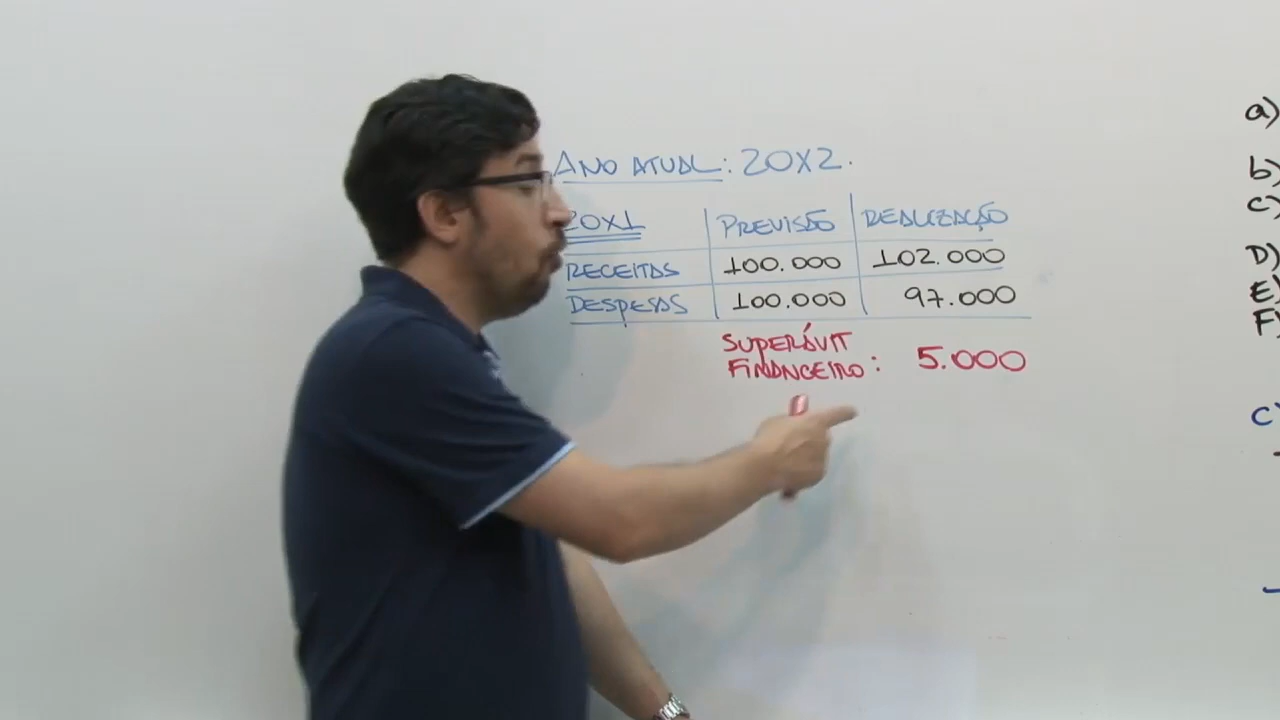 ANO ATUAL: 20X2.
20X1 PREVISÃO REALIZAÇÃO
RECEITAS 100.000 102.000
DESPESAS 100.000 97.000
SUPERÁVIT
FINANCEIRO: 5.000
a)
b)
c)
D)
E)
F)